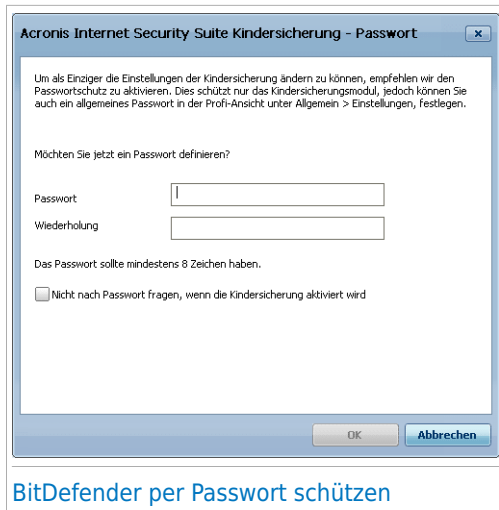 Acronis Internet Security Suite Kindersicherung - Passwort
Um als Einziger die Einstellungen der Kindersicherung ändern zu können, empfehlen wir den
Passwortschutz zu aktivieren. Dies schützt nur das Kindersicherungsmodul, jedoch können Sie
auch ein allgemeines Passwort in der Profi-Ansicht unter Allgemein > Einstellungen, festlegen.
Möchten Sie jetzt ein Passwort definieren?
Passwort
Wiederholung
Das Passwort sollte mindestens 8 Zeichen haben.
Nicht nach Passwort fragen, wenn die Kindersicherung aktiviert wird
OK Abbrechen
BitDefender per Passwort schützen